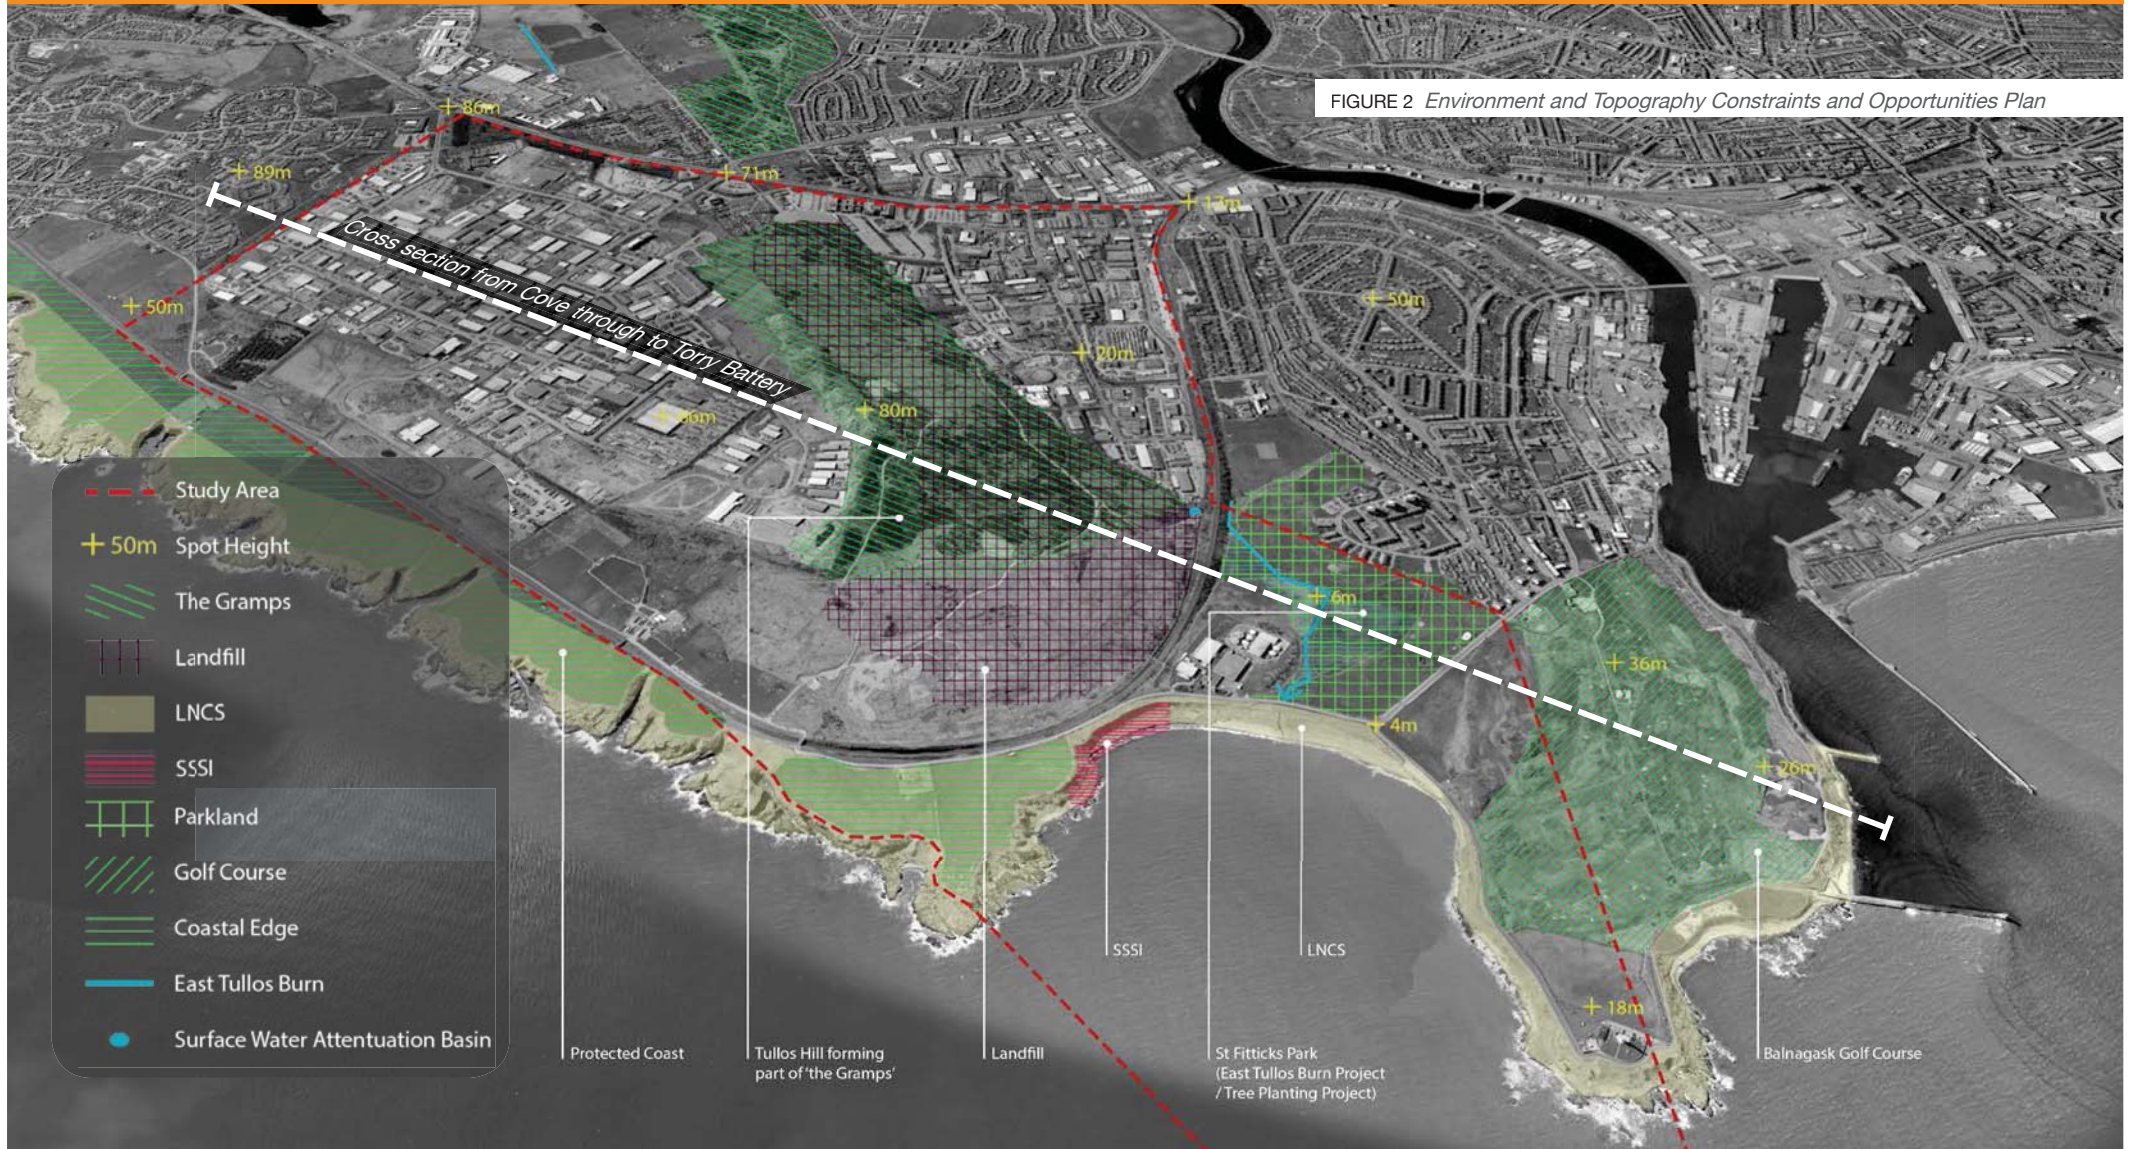 FIGURE 2 Environment and Topography Constraints and Opportunities Plan
86m
89m
71m
17m
Cross section from Cove through to Torry Battery
50m
50m
20m
80m
6m
36m
4m
26m
18m
Study Area
50m Spot Height
The Gramps
Landfill
LNCS
SSSI
Parkland
Golf Course
Coastal Edge
East Tullos Burn
Surface Water Attentuation Basin
SSSI
LNCS
Protected Coast
Tullos Hill forming
part of 'the Gramps'
Landfill
St Fitticks Park
(East Tullos Burn Project
/ Tree Planting Project)
Balnagask Golf Course